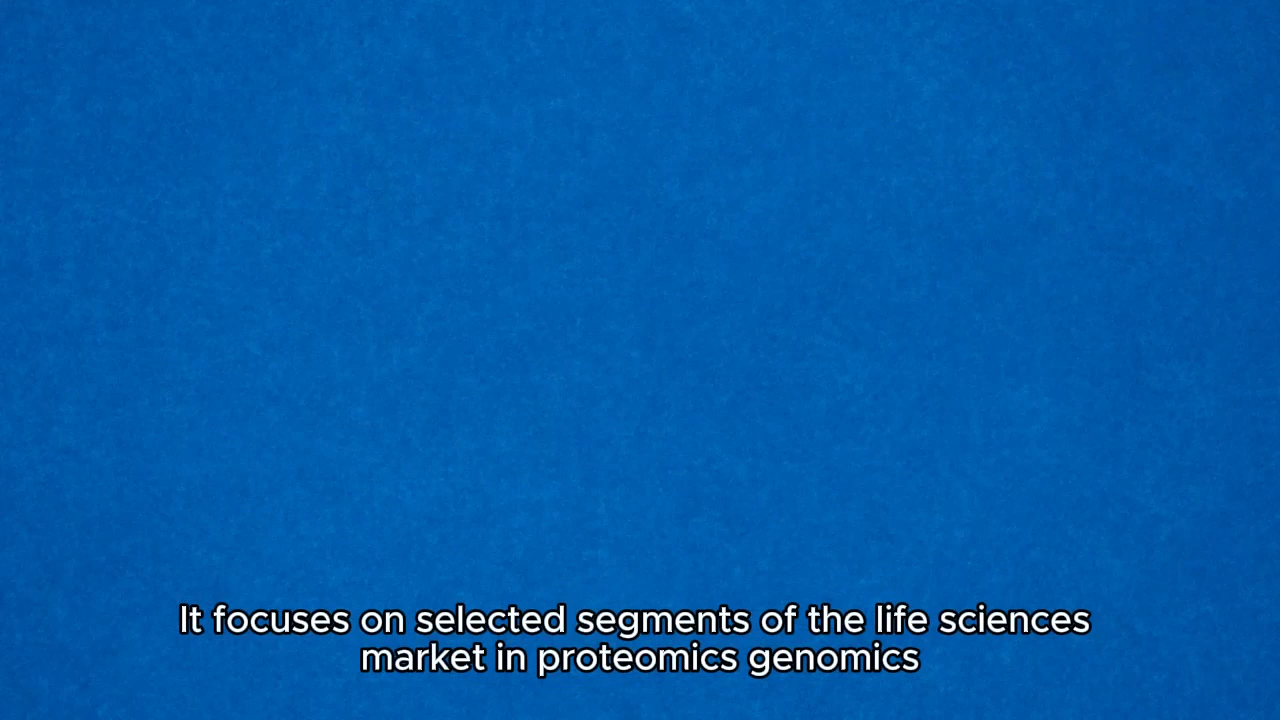 It focuses on selected segments of the life sciences
market in proteomics genomics